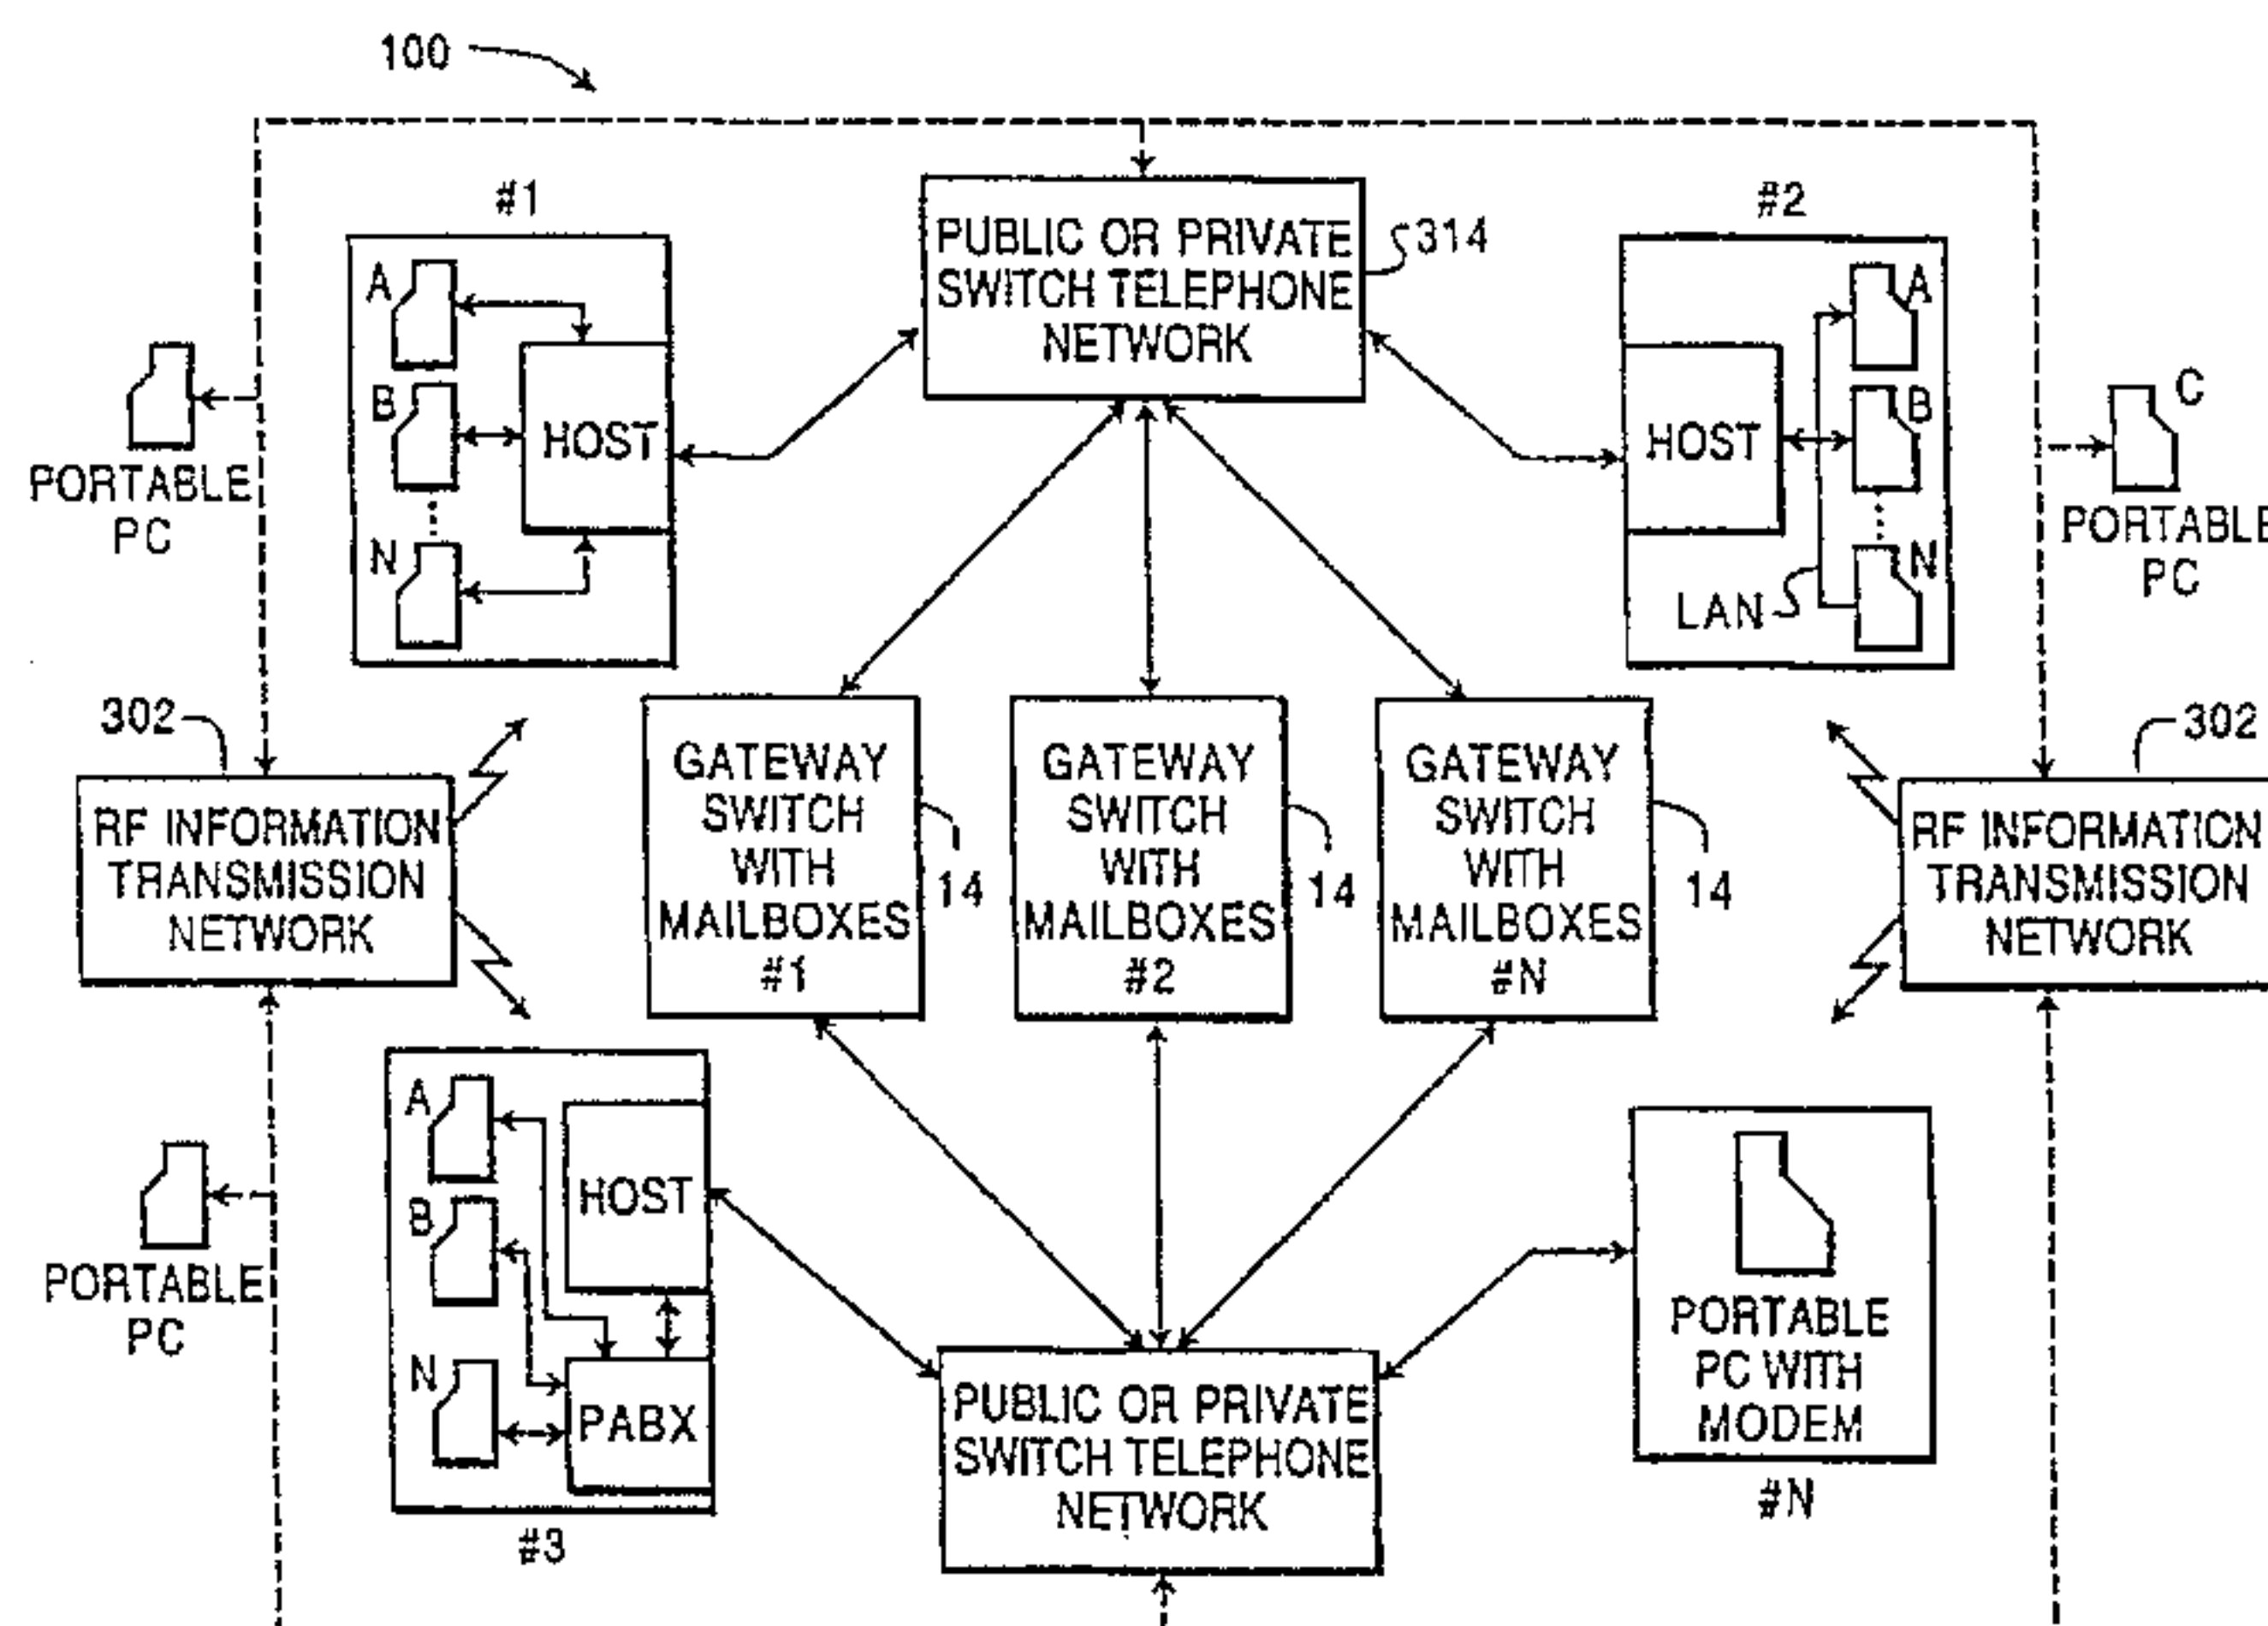 100
#1
#2
PUBLIC OR PRIVATE
SWITCH TELEPHONE
NETWORK
314
A
B
HOST
N
A
HOST
B
N
LAN
PORTABLE
PC
C
PORTABLE
PC
302
RF INFORMATION
TRANSMISSION
NETWORK
GATEWAY
SWITCH
WITH
MAILBOXES
#1
14
GATEWAY
SWITCH
WITH
MAILBOXES
#2
14
GATEWAY
SWITCH
WITH
MAILBOXES
#N
14
302
RF INFORMATION
TRANSMISSION
NETWORK
PORTABLE
PC
A
B
N
HOST
PABX
#3
PUBLIC OR PRIVATE
SWITCH TELEPHONE
NETWORK
PORTABLE
PC WITH
MODEM
#N